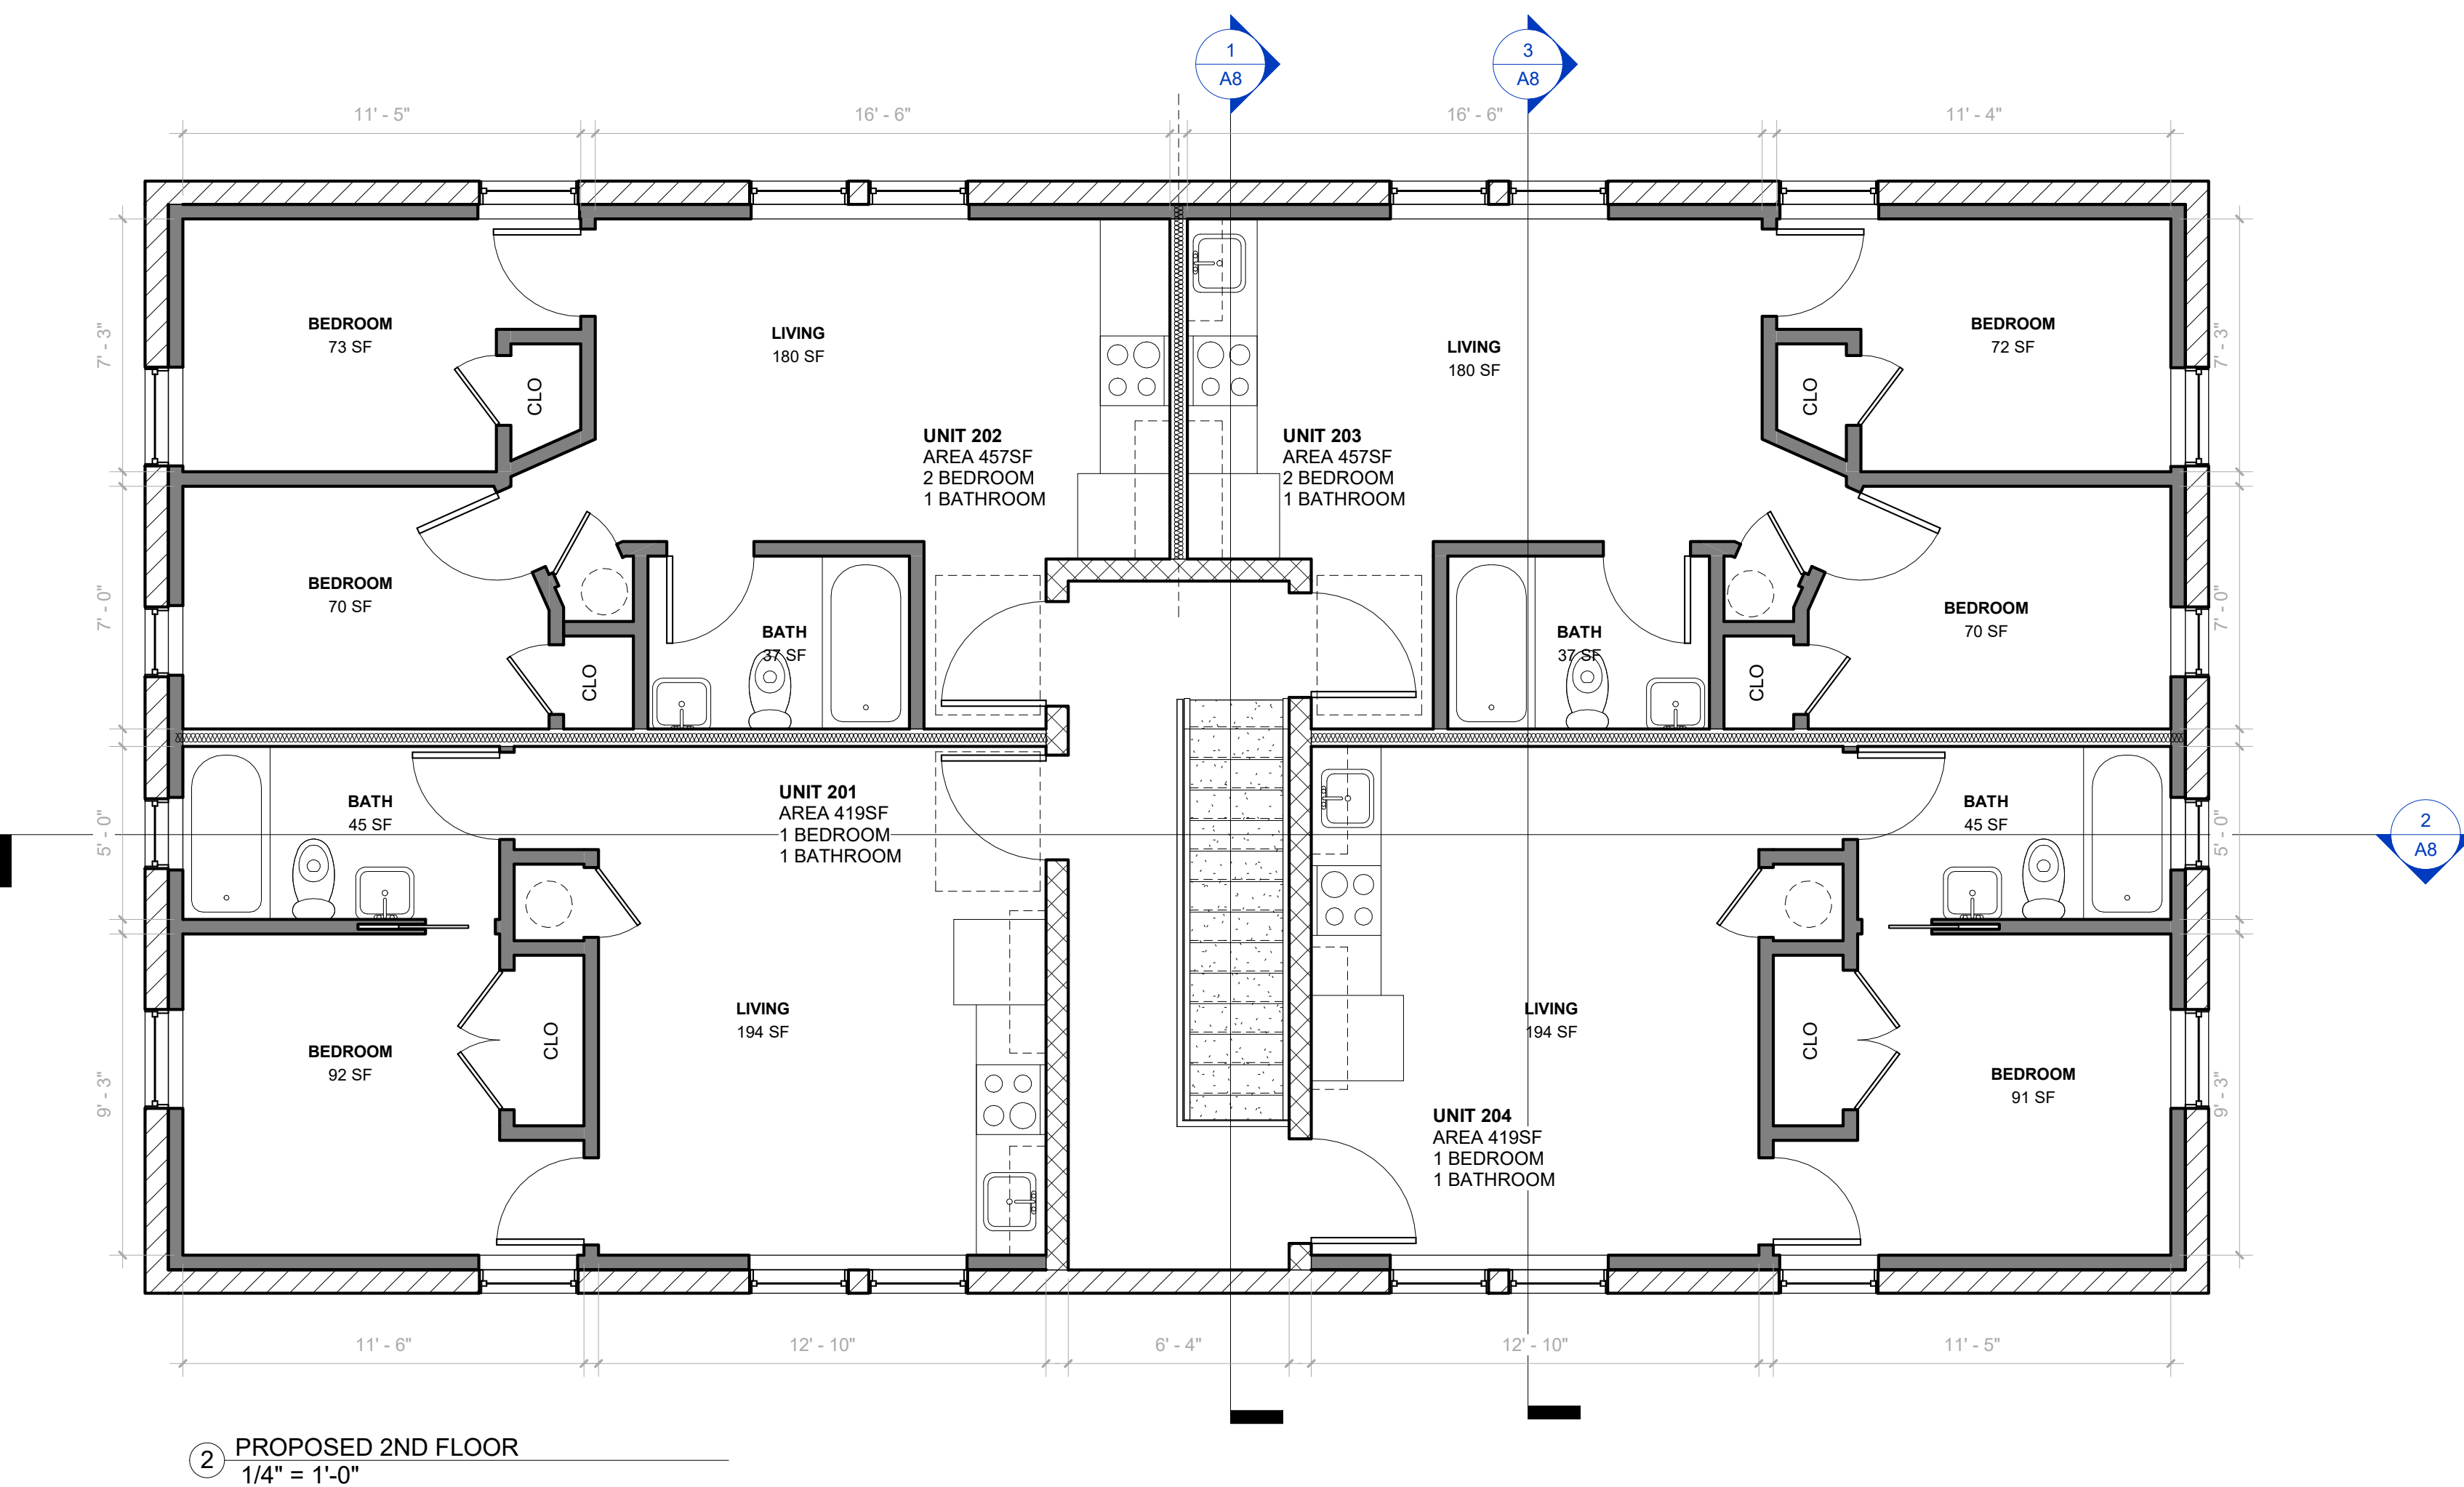 1
A8
3
A8
11' - 5"
16' - 6"
16' - 6"
11' - 4"
7' - 3"
7' - 0"
5' - 0"
9' - 3"
BEDROOM
73 SF
CLO
LIVING
180 SF
UNIT 202
AREA 457SF
2 BEDROOM
1 BATHROOM
LIVING
180 SF
UNIT 203
AREA 457SF
2 BEDROOM
1 BATHROOM
CLO
BEDROOM
72 SF
BEDROOM
70 SF
CLO
BATH
37 SF
BATH
37 SF
CLO
BEDROOM
70 SF
BATH
45 SF
UNIT 201
AREA 419SF
1 BEDROOM
1 BATHROOM
BATH
45 SF
BEDROOM
92 SF
CLO
LIVING
194 SF
LIVING
194 SF
UNIT 204
AREA 419SF
1 BEDROOM
1 BATHROOM
CLO
BEDROOM
91 SF
7' - 3"
7' - 0"
5' - 0"
9' - 3"
2
A8
11' - 6"
12' - 10"
6' - 4"
12' - 10"
11' - 5"
2
PROPOSED 2ND FLOOR
1/4" = 1'-0"